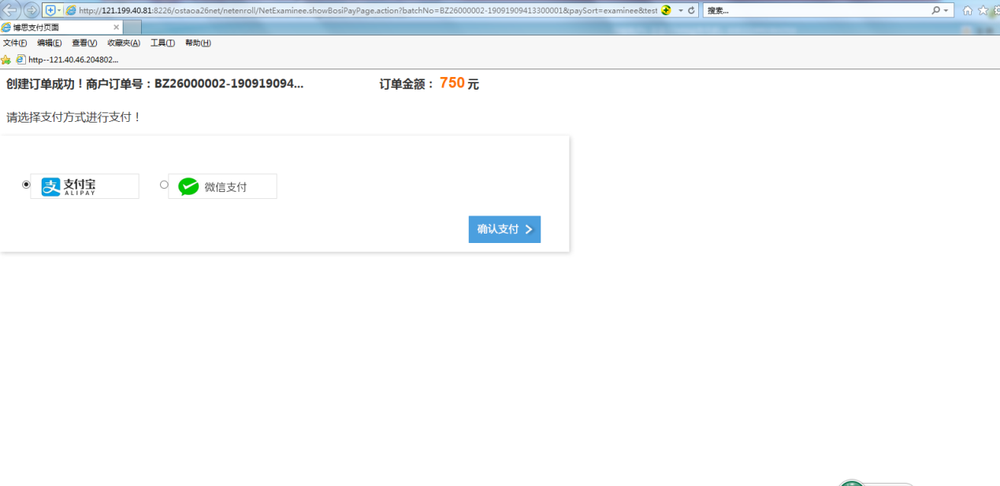 http://121.199.40.81:8226/ostaoa26net/netenroll/NetExaminee.showBosiPayPage.action?batchNo=BZ26000002-19091909413300001&paySort=examinee&test
搜索...
博思支付页面
文件(F) 编辑(E) 查看(V) 收藏夹(A) 工具(T) 帮助(H)
http--121.40.46.204802...
创建订单成功！商户订单号：BZ26000002-190919094... 订单金额： 750 元
请选择支付方式进行支付！
支付宝
ALIPAY
微信支付
确认支付